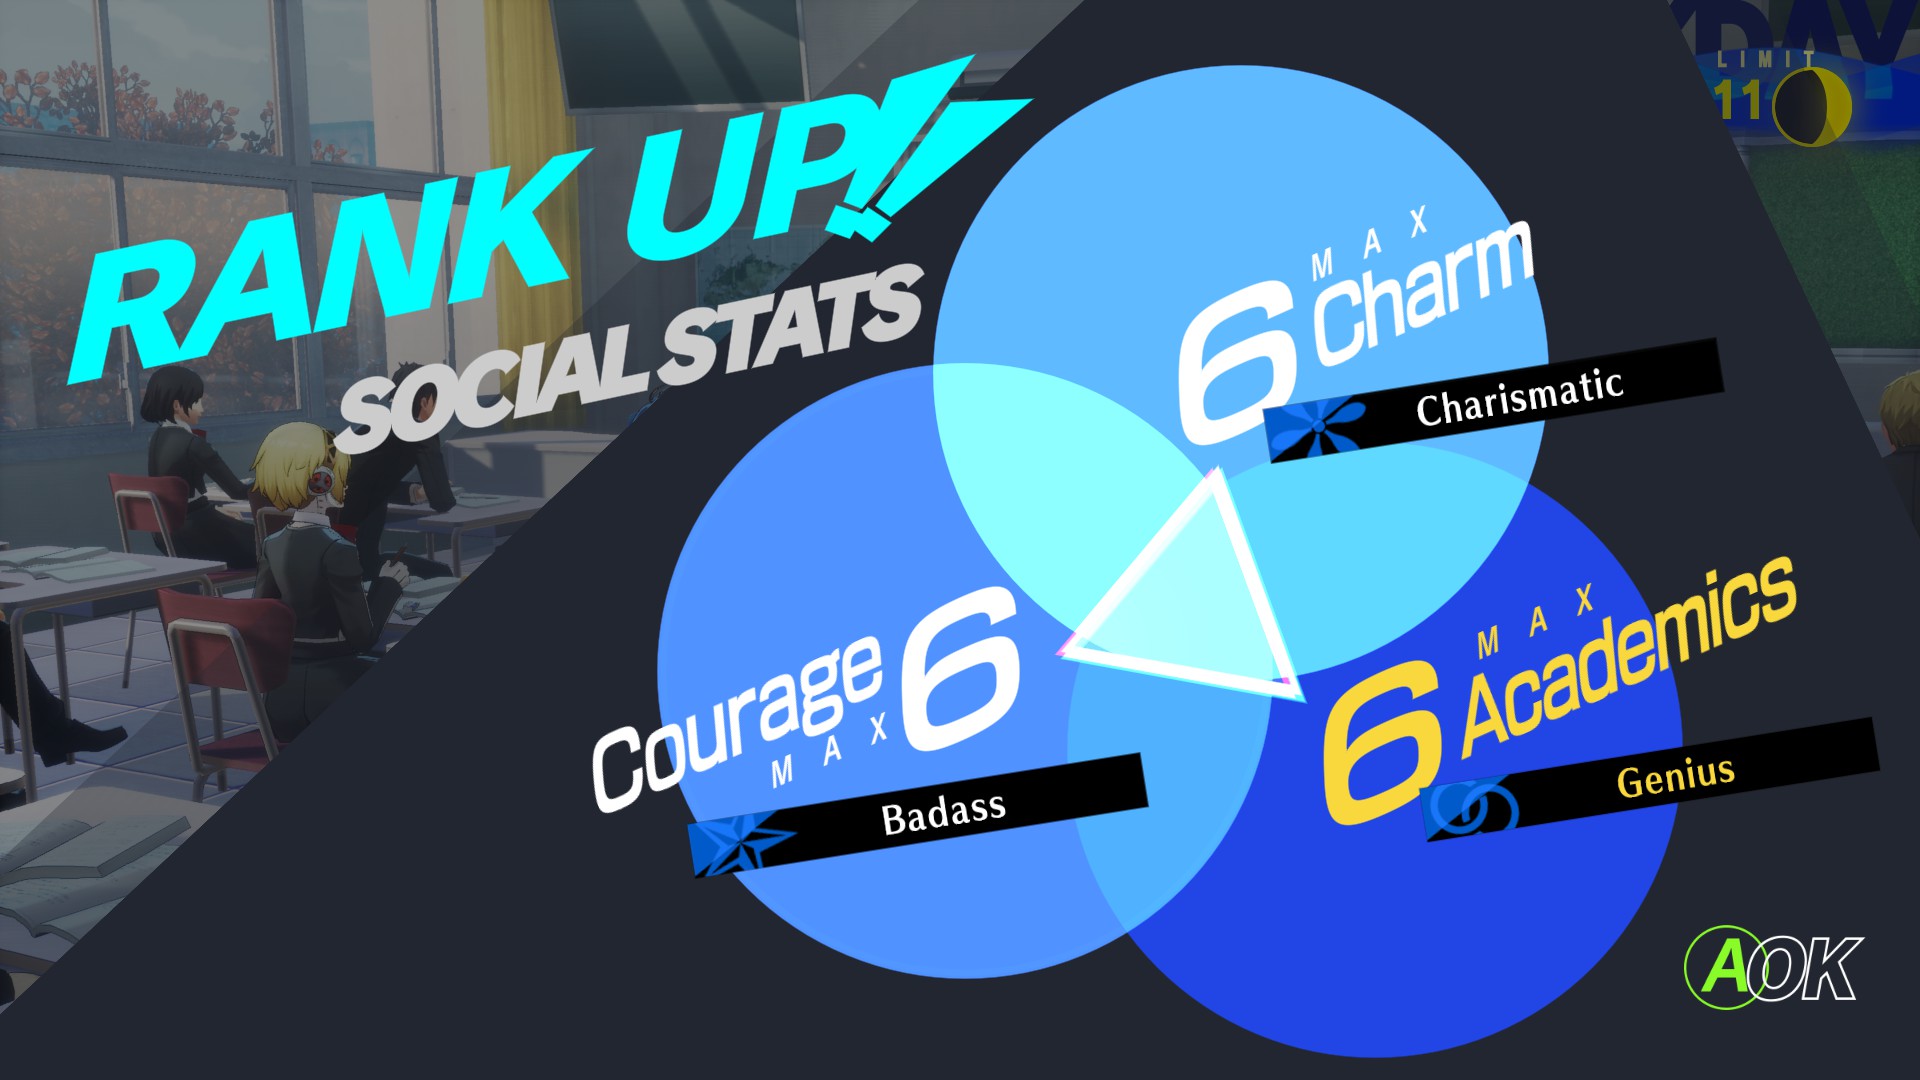 RANK UP!!
SOCIAL STATS
LIMIT
11
MAX
6 Charm
Charismatic
Courage 6
MAX
Badass
MAX
6 Academics
Genius
A OK